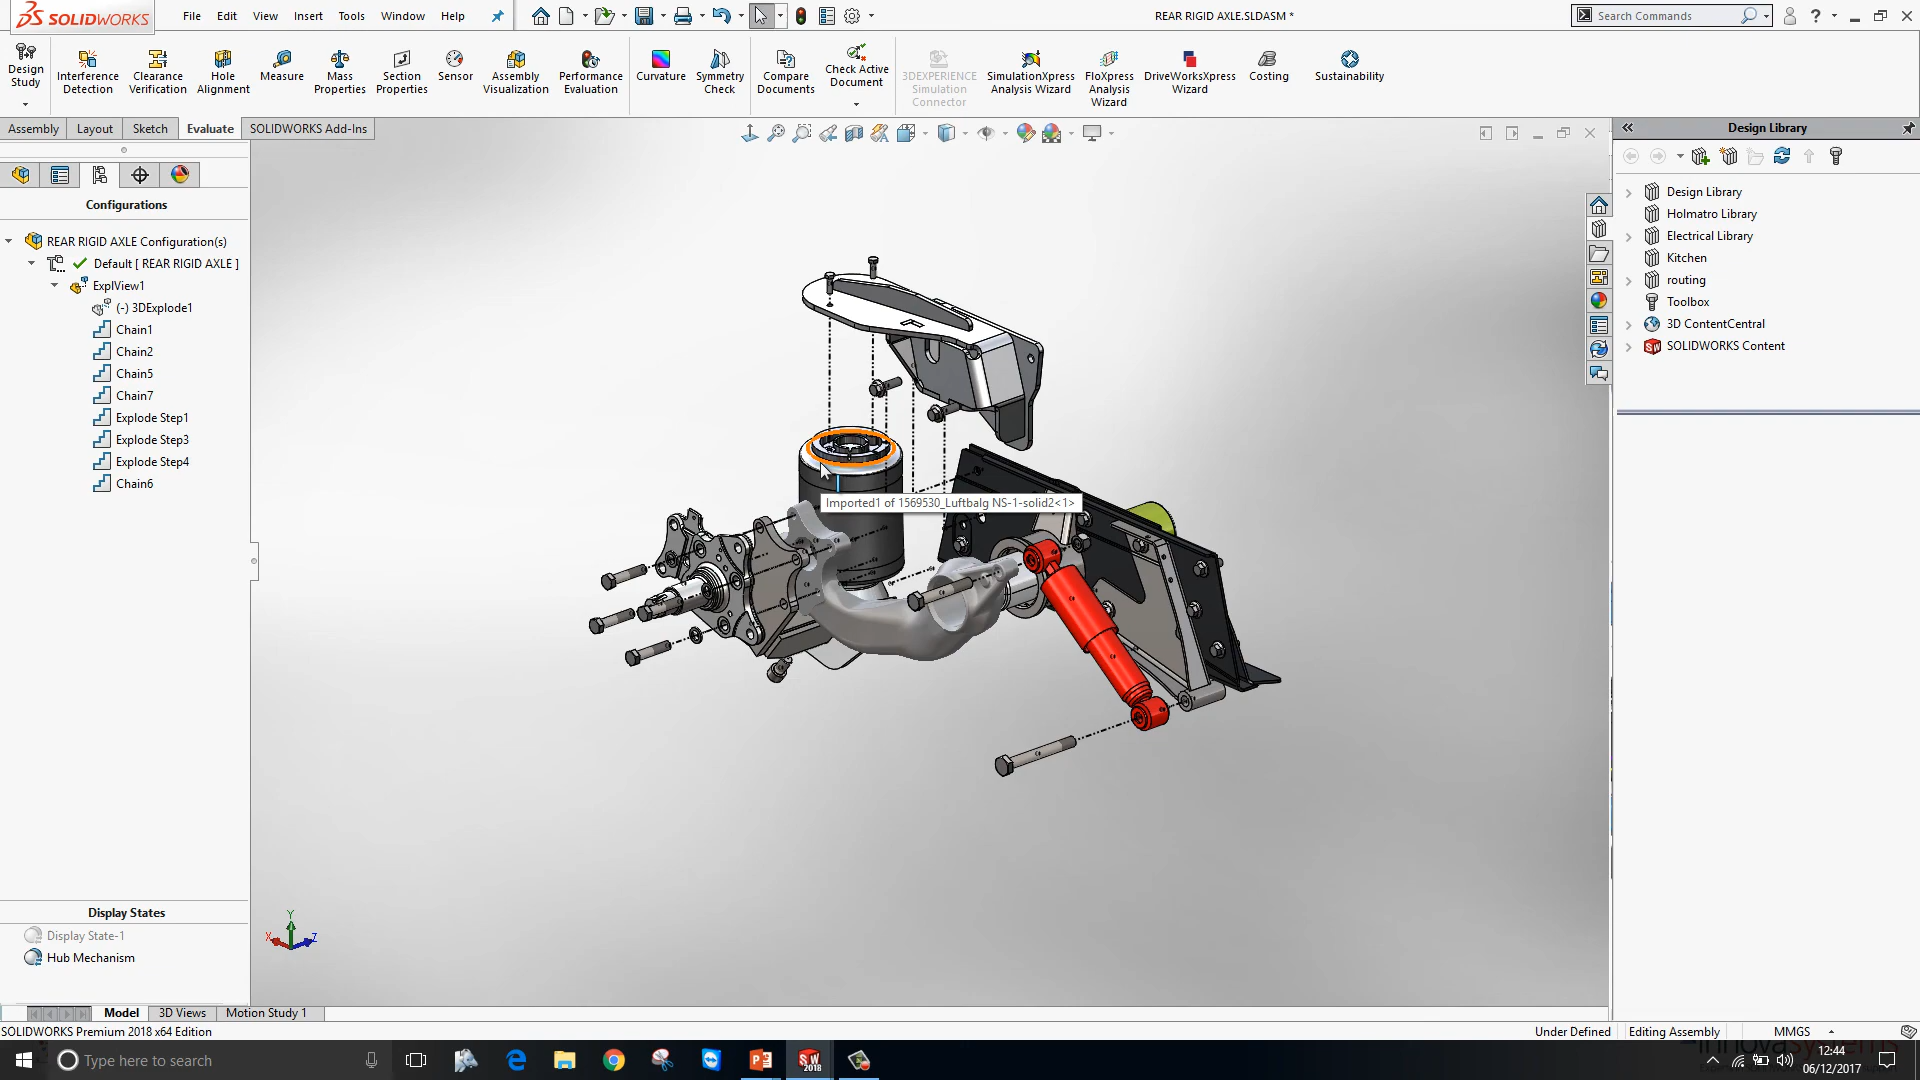 SOLIDWORKS
File Edit View Insert Tools Window Help
REAR RIGID AXLE.SLDASM *
Search Commands
Design Study
Interference Detection
Clearance Verification
Hole Alignment
Measure
Mass Properties
Section Properties
Sensor
Assembly Visualization
Performance Evaluation
Curvature
Symmetry Check
Compare Documents
Check Active Document
3DEXPERIENCE Simulation Connector
SimulationXpress Analysis Wizard
FloXpress Analysis Wizard
DriveWorksXpress Wizard
Costing
Sustainability
Assembly Layout Sketch Evaluate SOLIDWORKS Add-Ins
Design Library
Configurations
REAR RIGID AXLE Configuration(s)
Default [ REAR RIGID AXLE ]
ExplView1
(-) 3DExplode1
Chain1
Chain2
Chain5
Chain7
Explode Step1
Explode Step3
Explode Step4
Chain6
Imported1 of 1569530_Luftbalg NS-1-solid2<1>
Design Library
Holmatro Library
Electrical Library
Kitchen
routing
Toolbox
3D ContentCentral
SOLIDWORKS Content
Display States
Display State-1
Hub Mechanism
Y
X
Z
Model 3D Views Motion Study 1
SOLIDWORKS Premium 2018 x64 Edition
Under Defined Editing Assembly MMGS
Type here to search
12:44
06/12/2017